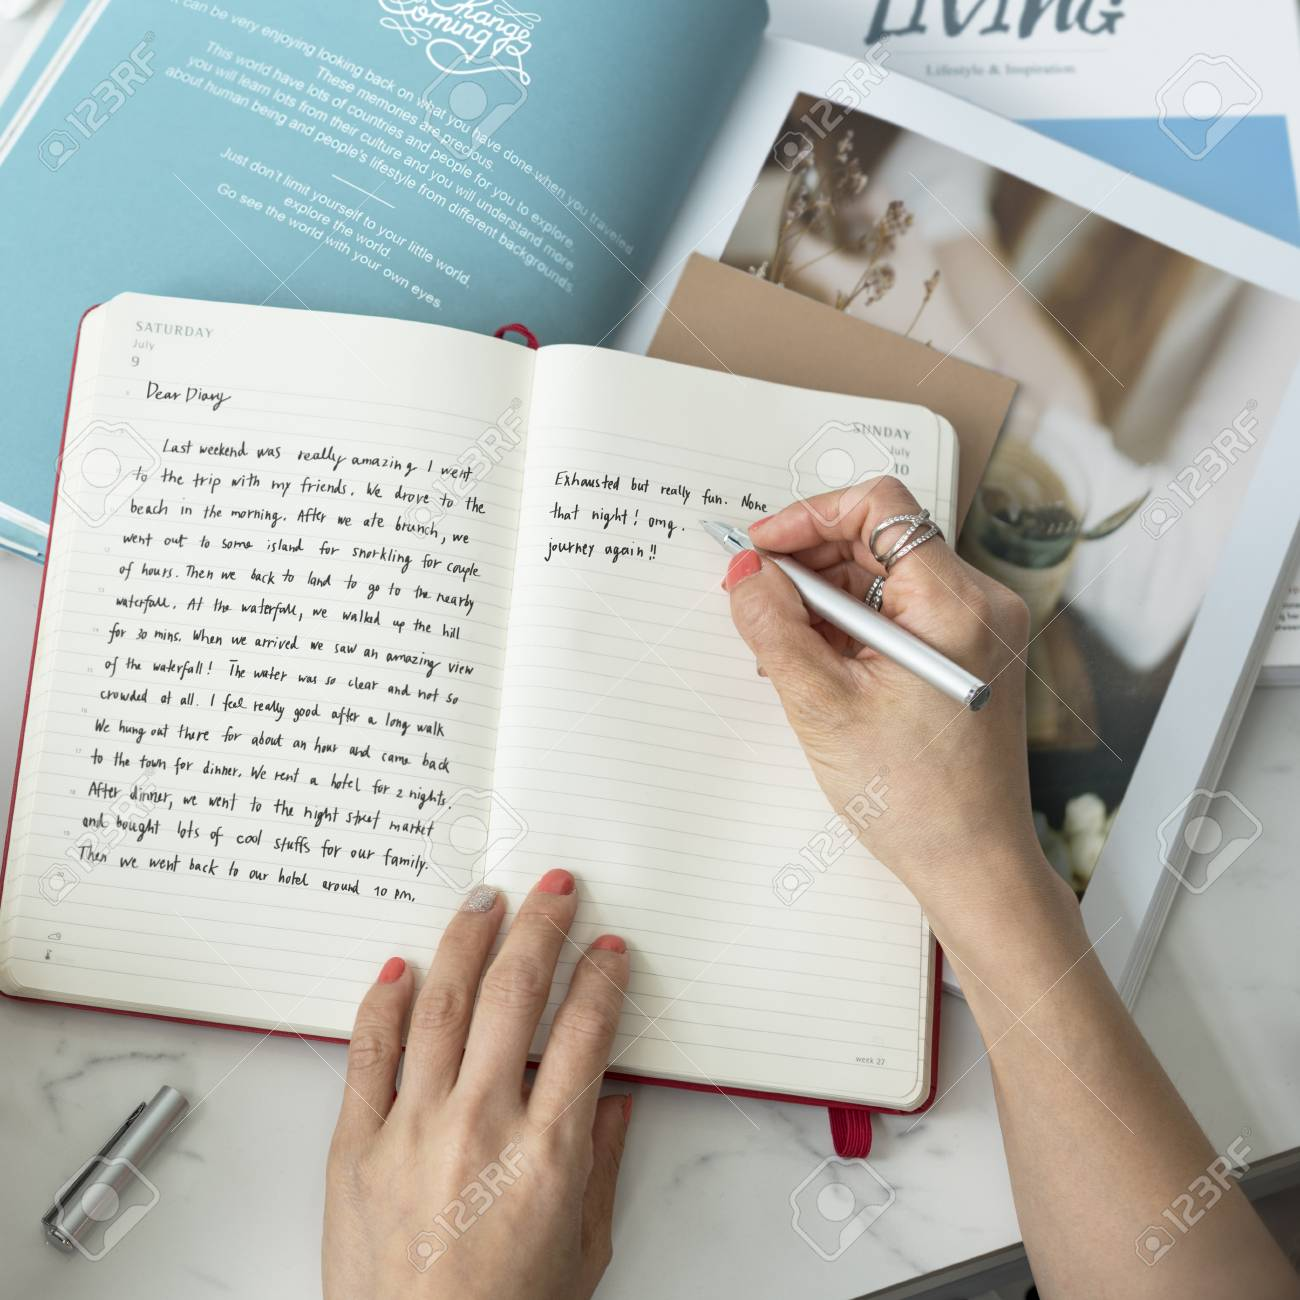 Change
Coming
can be very enjoying looking back on what you have done when you traveled
These memories are precious.
This world have lots of countries and people for you to explore.
you will learn lots from their culture and you will understand more
about human being and people's lifestyle from different backgrounds.
Just don't limit yourself to your little world,
explore the world.
Go see the world with your own eyes
LIVING
Lifestyle & Inspiration
SATURDAY
July
9
Dear Diary
Last weekend was really amazing I went
to the trip with my friends. We drove to the
beach in the morning. After we ate brunch, we
went out to some island for snorkling for couple
of hours. Then we back to land to go to the nearby
waterfall. At the waterfall, we walked up the hill
for 30 mins. When we arrived we saw an amazing view
of the waterfall! The water was so clear and not so
crowded at all. I feel really good after a long walk
We hung out there for about an hour and came back
to the town for dinner. We rent a hotel for 2 nights.
After dinner, we went to the night street market
and bought lots of cool stuffs for our family.
Then we went back to our hotel around 10 pm.
SUNDAY
July
10
Exhausted but really fun. None
that night! omg.
journey again!!
week 27
123RF